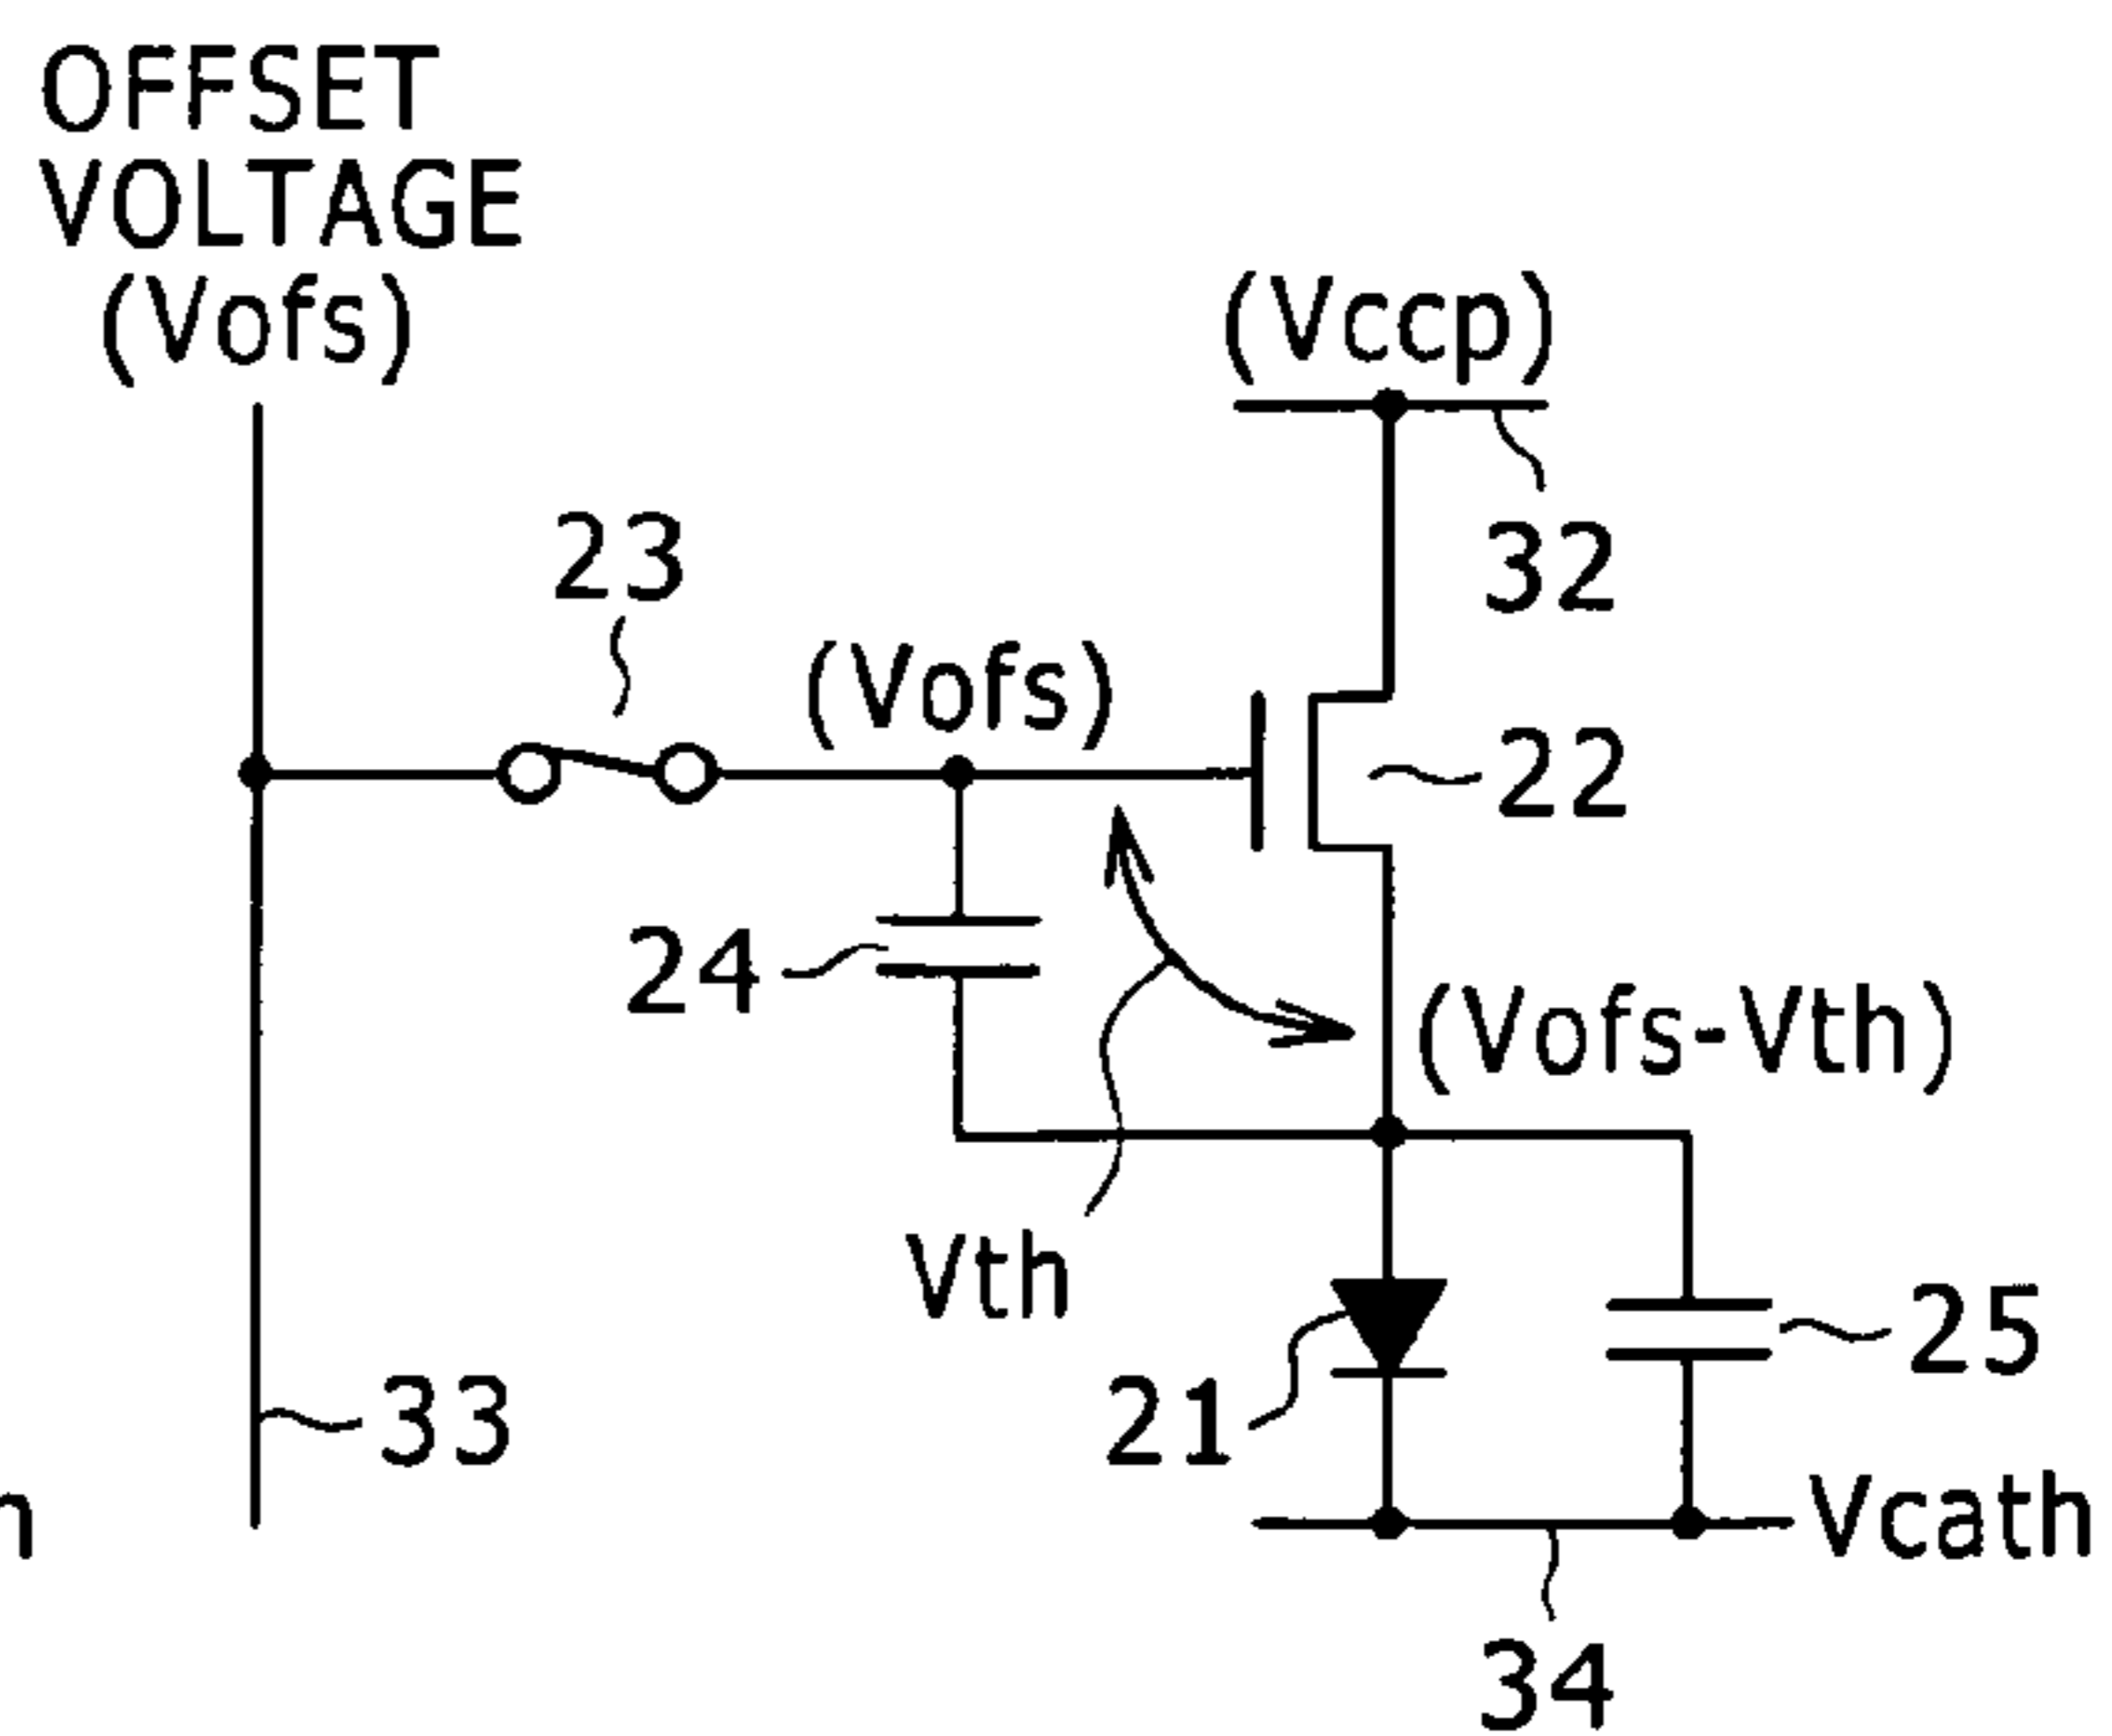 OFFSET
VOLTAGE
(Vofs)
(Vccp)
32
23
(Vofs)
22
24
(Vofs-Vth)
Vth
25
21
33
n
Vcath
34